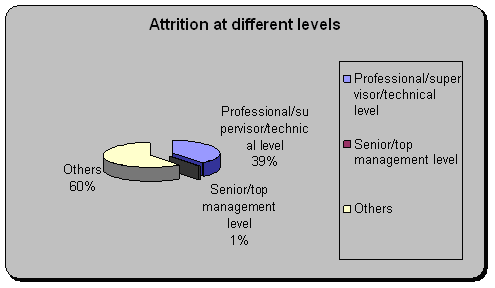 Attrition at different levels
Professional/su
pervisor/technic
al level
39%
Others
60%
Senior/top
management
level
1%
Professional/super
visor/technical
level
Senior/top
management level
Others